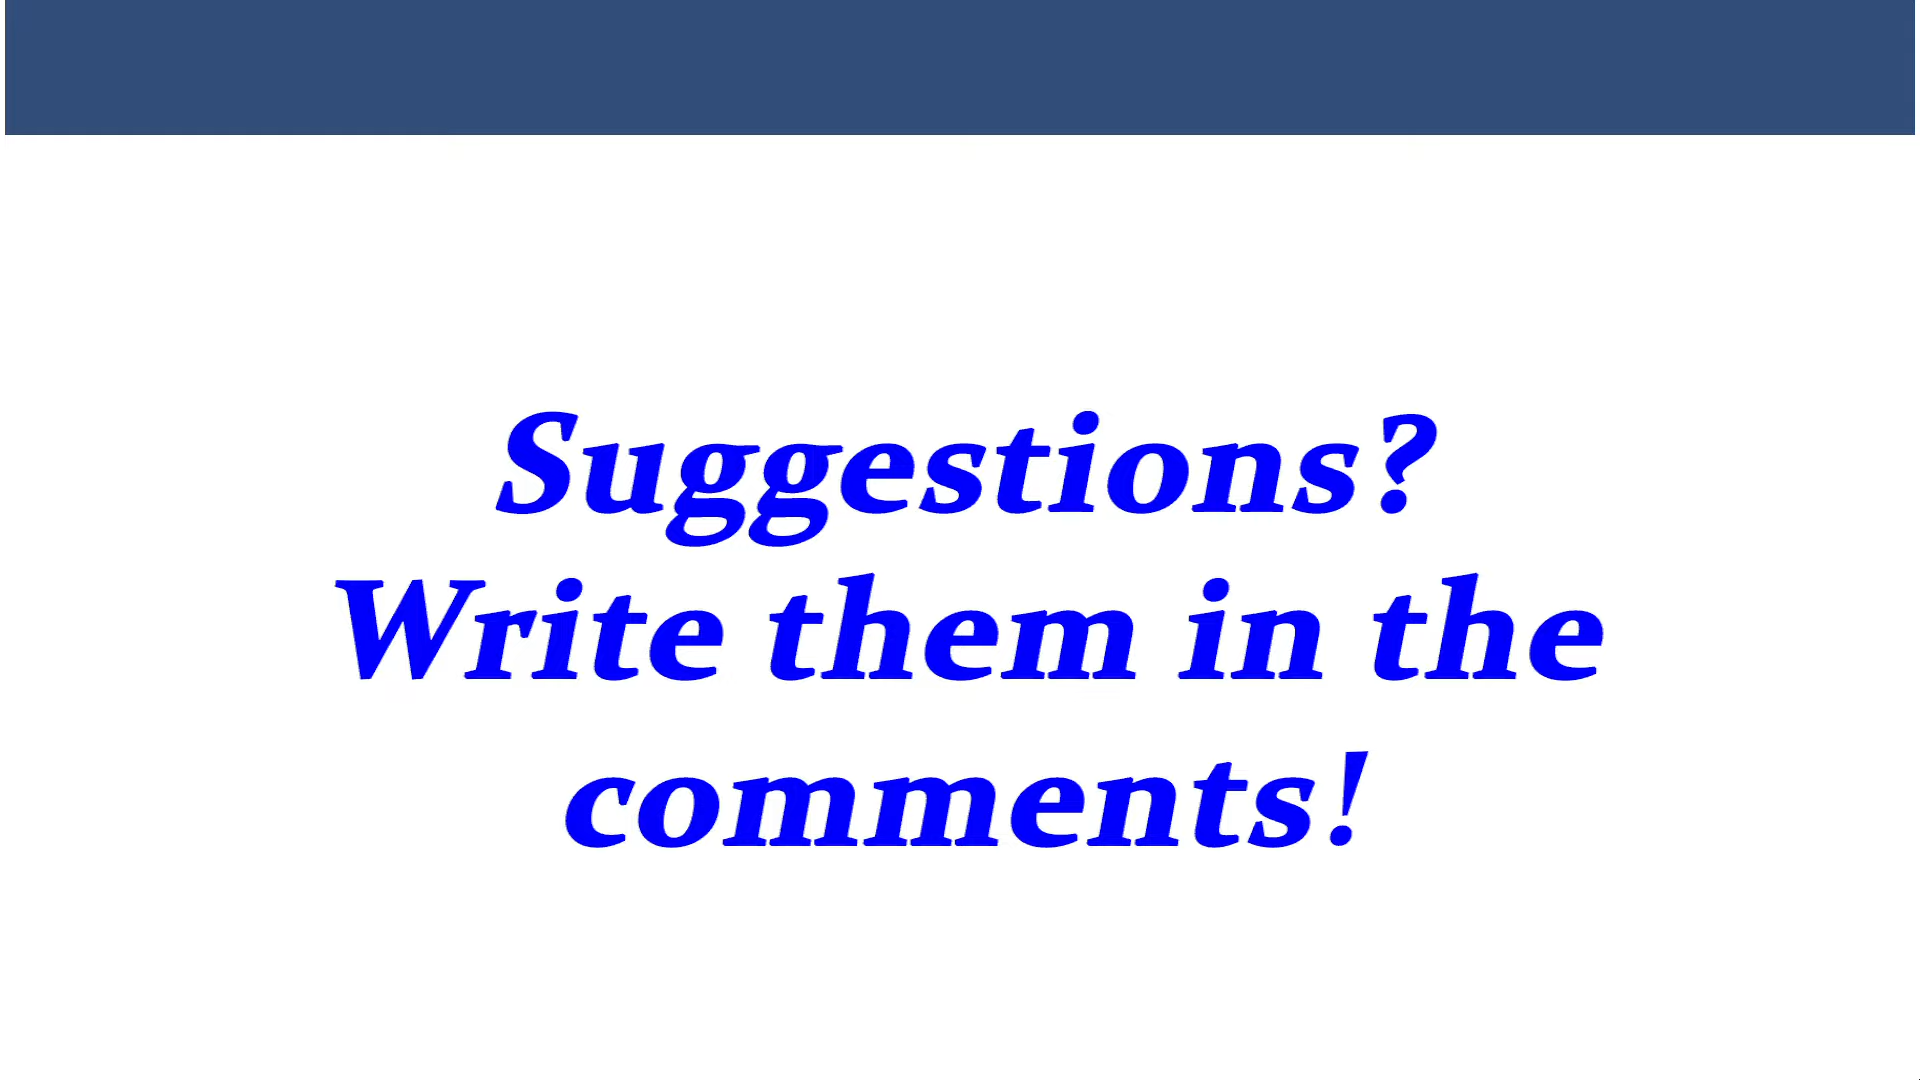 Suggestions?
Write them in the
comments!